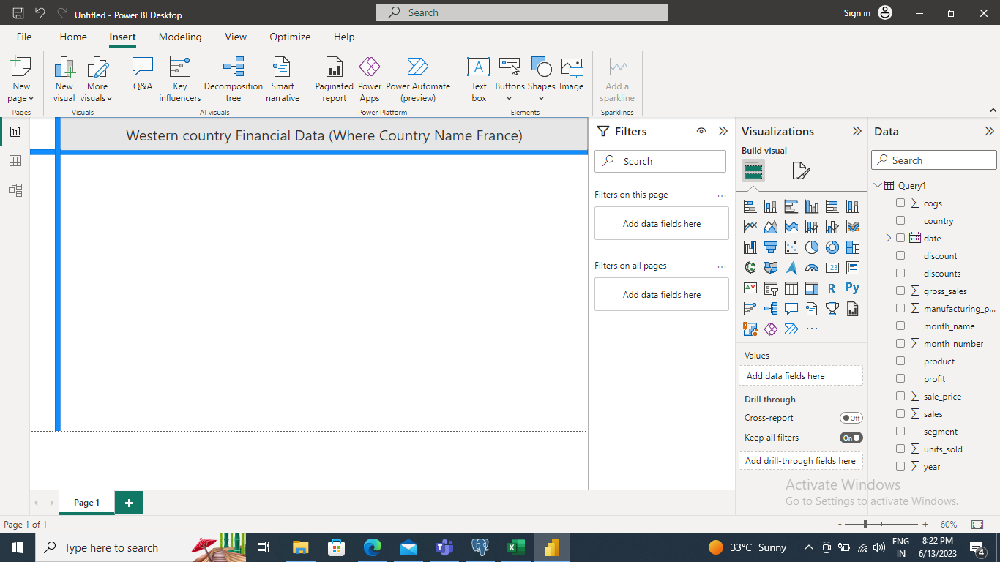 Untitled - Power BI Desktop
Search
Sign in
File Home Insert Modeling View Optimize Help
New page
New visual
More visuals
Q&A
Key influencers
Decomposition tree
Smart narrative
Paginated report
Power Apps
Power Automate (preview)
Text box
Buttons
Shapes
Image
Add a sparkline
Pages
Visuals
AI visuals
Power Platform
Elements
Sparklines
Western country Financial Data (Where Country Name France)
Filters
Search
Filters on this page ...
Add data fields here
Filters on all pages ...
Add data fields here
Visualizations
Build visual
123
R
Py
...
Values
Add data fields here
Drill through
Cross-report Off
Keep all filters On
Add drill-through fields here
Data
Search
Query1
Σ cogs
country
date
discount
discounts
Σ gross_sales
Σ manufacturing_p...
month_name
Σ month_number
product
profit
Σ sale_price
Σ sales
segment
Σ units_sold
Σ year
Activate Windows
Go to Settings to activate Windows.
Page 1
+
Page 1 of 1
- + 60%
Type here to search
33°C Sunny
ENG
IN
8:22 PM
6/13/2023
4